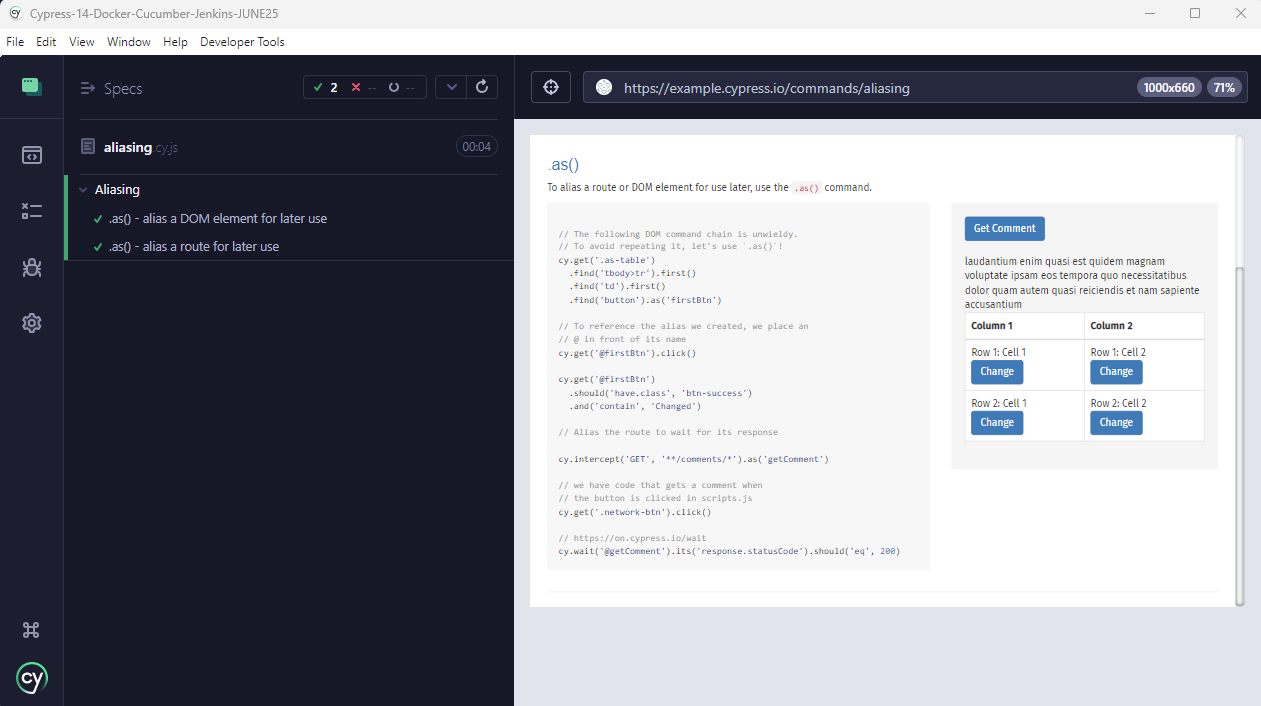 Cypress-14-Docker-Cucumber-Jenkins-JUNE25
File Edit View Window Help Developer Tools
Specs
2 -- --
https://example.cypress.io/commands/aliasing
1000x660
71%
aliasing.cy.js
00:04
Aliasing
.as() - alias a DOM element for later use
.as() - alias a route for later use
cy
.as()
To alias a route or DOM element for use later, use the .as() command.
// The following DOM command chain is unwieldy.
// To avoid repeating it, let's use `.as()`!
cy.get('.as-table')
.find('tbody>tr').first()
.find('td').first()
.find('button').as('firstBtn')
// To reference the alias we created, we place an
// @ in front of its name
cy.get('@firstBtn').click()
cy.get('@firstBtn')
.should('have.class', 'btn-success')
.and('contain', 'Changed')
// Alias the route to wait for its response
cy.intercept('GET', '**/comments/*').as('getComment')
// we have code that gets a comment when
// the button is clicked in scripts.js
cy.get('.network-btn').click()
// https://on.cypress.io/wait
cy.wait('@getComment').its('response.statusCode').should('eq', 200)
Get Comment
laudantium enim quasi est quidem magnam
voluptate ipsam eos tempora quo necessitatibus
dolor quam autem quasi reiciendis et nam sapiente
accusantium
Column 1 Column 2
Row 1: Cell 1 Row 1: Cell 2
Change Change
Row 2: Cell 1 Row 2: Cell 2
Change Change